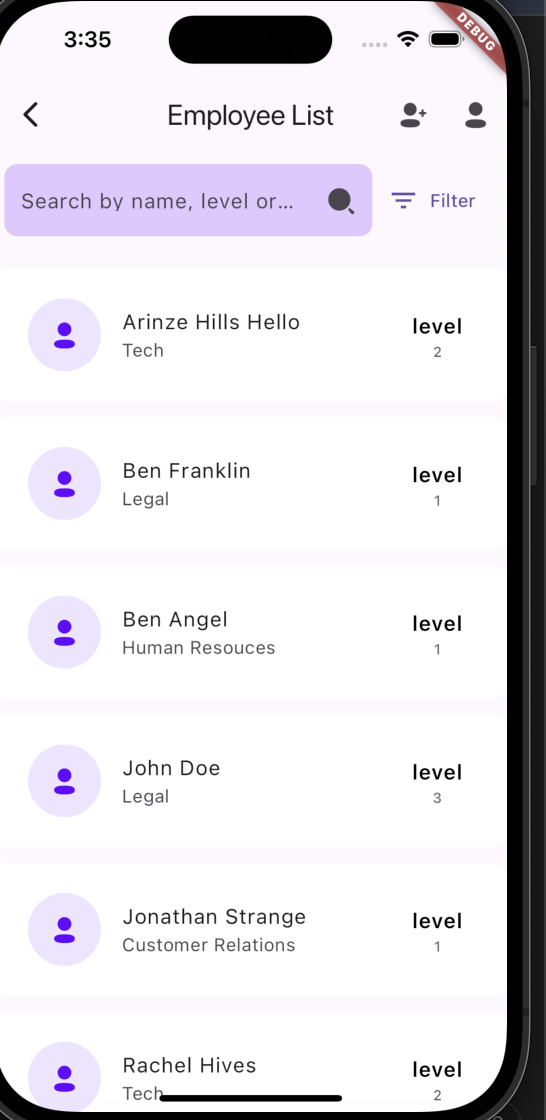 3:35
DEBUG
Employee List
Search by name, level or...
Filter
Arinze Hills Hello
Tech
level
2
Ben Franklin
Legal
level
1
Ben Angel
Human Resouces
level
1
John Doe
Legal
level
3
Jonathan Strange
Customer Relations
level
1
Rachel Hives
Tech
level
2